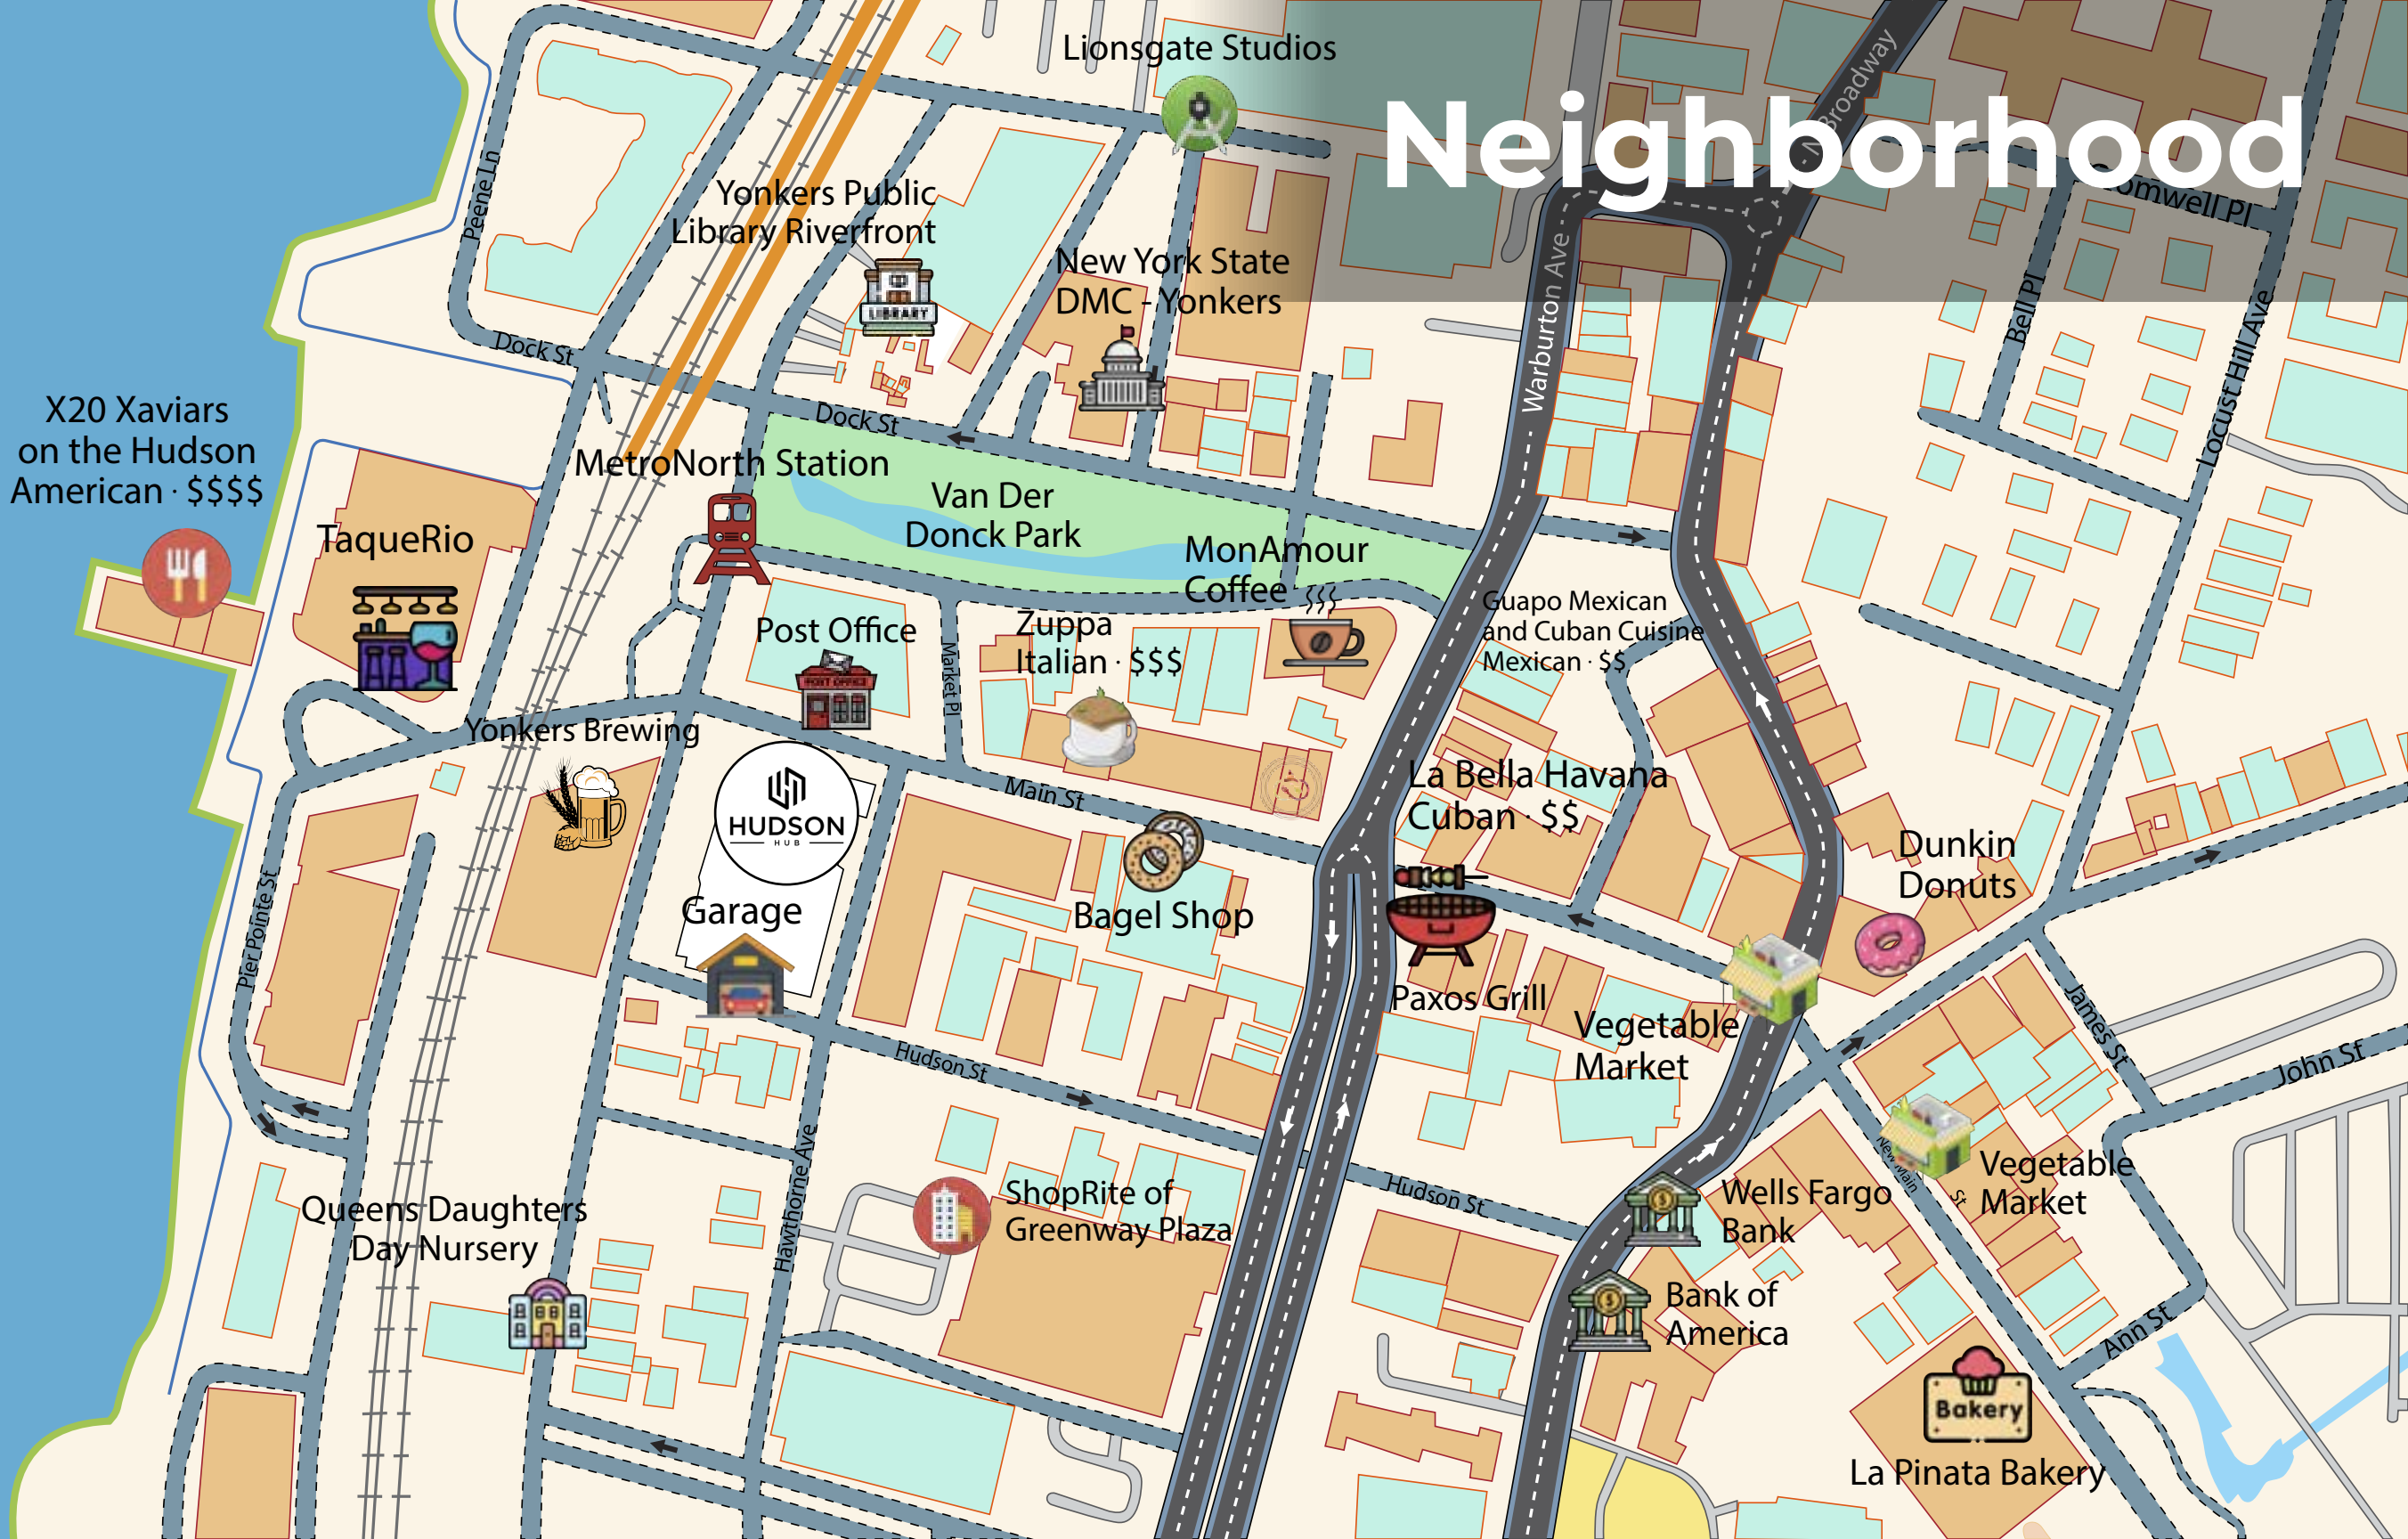 Lionsgate Studios
Neighborhood
N Broadway
Yonkers Public
Library Riverfront
LIBRARY
Peene Ln
New York State
DMC - Yonkers
omwell Pl
Warburton Ave
Bell Pl
Locust Hill Ave
Dock St
Dock St
X20 Xaviars
on the Hudson
American · $$$$
MetroNorth Station
Van Der
Donck Park
TaqueRio
MonAmour
Coffee
Guapo Mexican
and Cuban Cuisine
Mexican · $$
Post Office
POST OFFICE
Market Pl
Zuppa
Italian · $$$
Yonkers Brewing
HUDSON
HUB
Main St
La Bella Havana
Cuban · $$
Dunkin
Donuts
Garage
Bagel Shop
Pier Pointe St
Paxos Grill
Vegetable
Market
James St
John St
Hudson St
Hawthorne Ave
New Main
St
Vegetable
Market
Queens Daughters
Day Nursery
ShopRite of
Greenway Plaza
Hudson St
Wells Fargo
Bank
Bank of
America
Ann St
Bakery
La Pinata Bakery